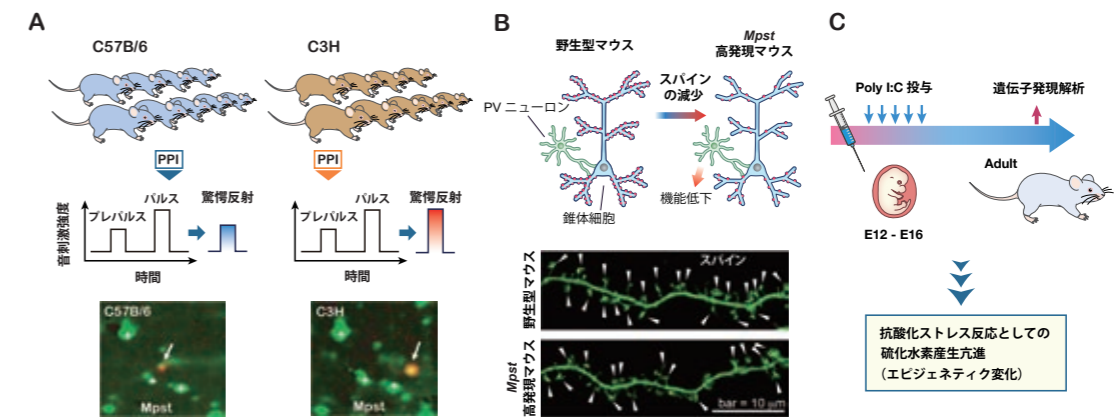 A
C57B/6
C3H
PPI
PPI
音刺激強度
プレパルス
パルス
驚愕反射
時間
プレパルス
パルス
驚愕反射
時間
C57B/6
Mpst
C3H
Mpst
B
野生型マウス
Mpst
高発現マウス
スパイン
の減少
PV ニューロン
機能低下
錐体細胞
野生型マウス
スパイン
Mpst
高発現マウス
bar = 10 μm
C
Poly I:C 投与
遺伝子発現解析
Adult
E12 - E16
抗酸化ストレス反応としての
硫化水素産生亢進
（エピジェネティク変化）